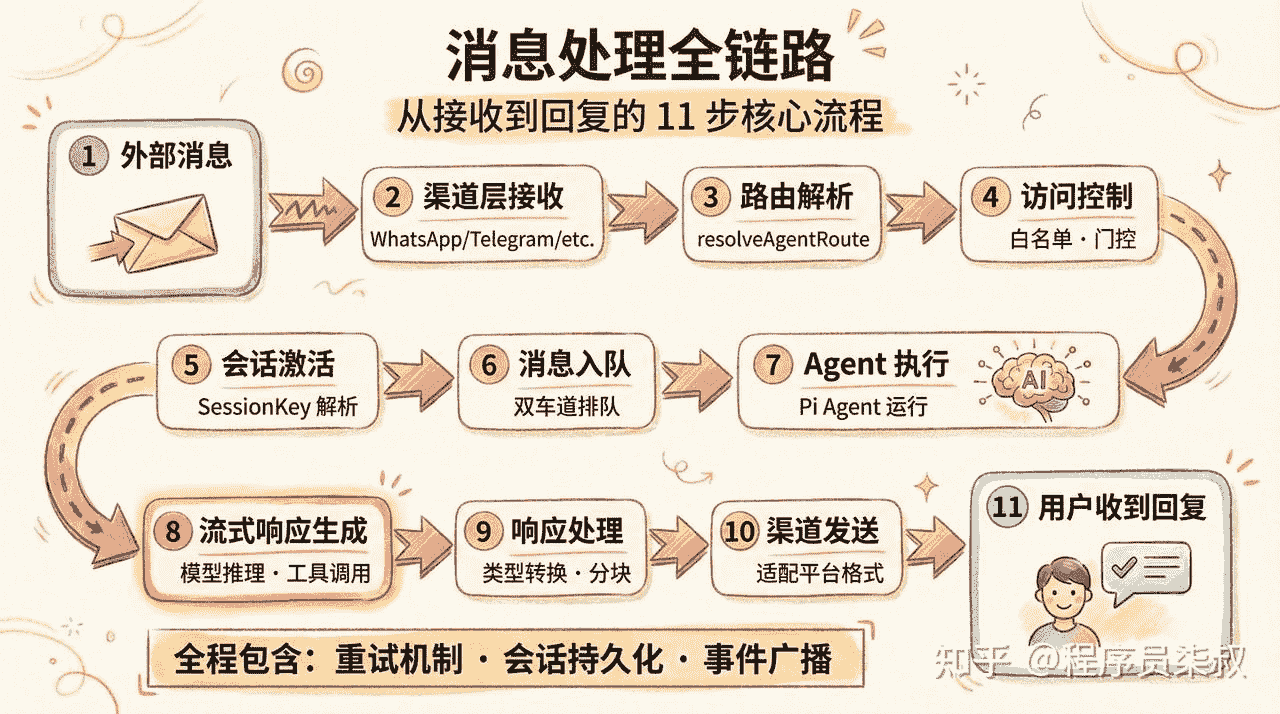 消息处理全链路
从接收到回复的 11 步核心流程
1 外部消息
2 渠道层接收
WhatsApp/Telegram/etc.
3 路由解析
resolveAgentRoute
4 访问控制
白名单 · 门控
5 会话激活
SessionKey 解析
6 消息入队
双车道排队
7 Agent 执行
Pi Agent 运行
AI
8 流式响应生成
模型推理 · 工具调用
9 响应处理
类型转换 · 分块
10 渠道发送
适配平台格式
11 用户收到回复
全程包含：重试机制 · 会话持久化 · 事件广播
知乎 @程序员柒叔